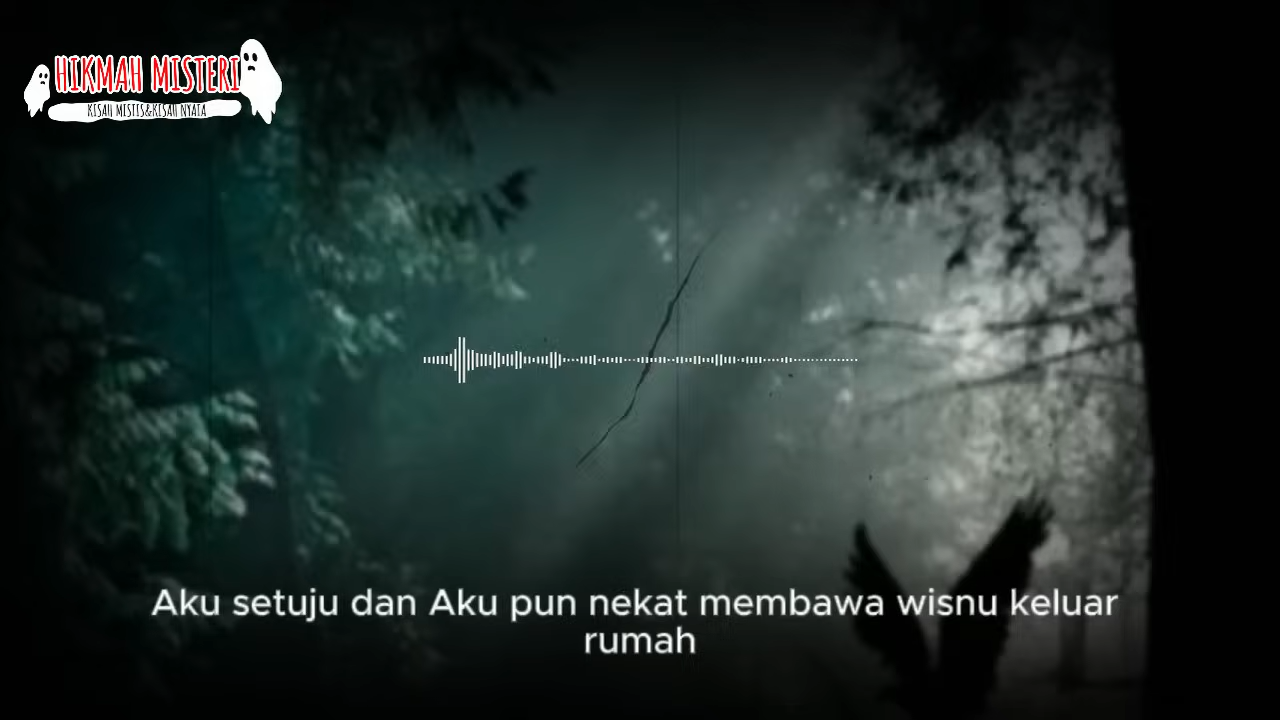 HIKMAH MISTERI
KISAH MISTIS&KISAH NYATA
Aku setuju dan Aku pun nekat membawa wisnu keluar
rumah